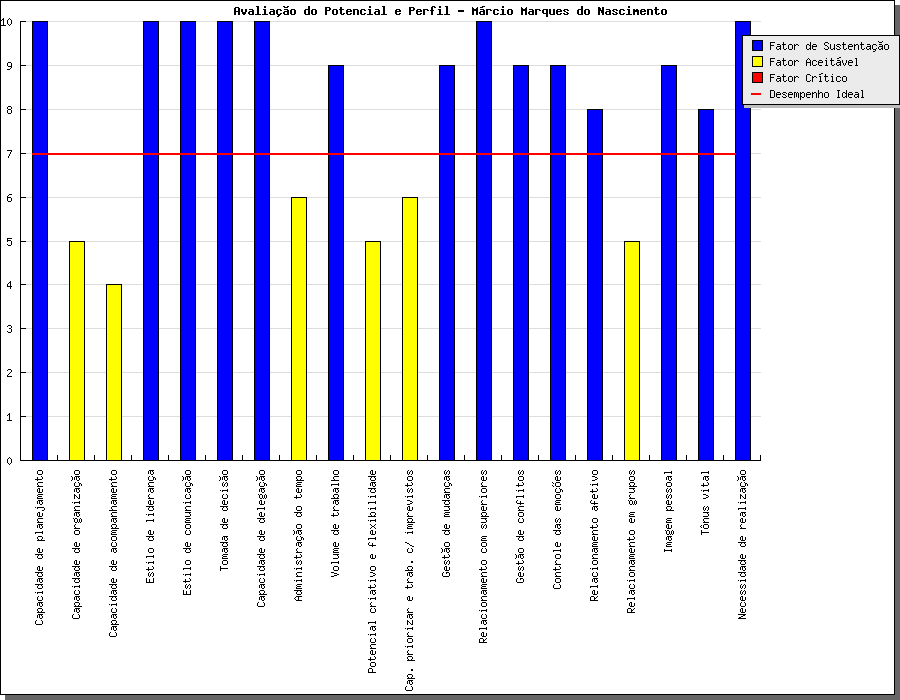 Avaliação do Potencial e Perfil - Márcio Marques do Nascimento
Fator de Sustentação
Fator Aceitável
Fator Crítico
Desempenho Ideal
10
9
8
7
6
5
4
3
2
1
0
Capacidade de planejamento
Capacidade de organização
Capacidade de acompanhamento
Estilo de liderança
Estilo de comunicação
Tomada de decisão
Capacidade de delegação
Administração do tempo
Volume de trabalho
Potencial criativo e flexibilidade
Cap. priorizar e trab. c/ imprevistos
Gestão de mudanças
Relacionamento com superiores
Gestão de conflitos
Controle das emoções
Relacionamento afetivo
Relacionamento em grupos
Imagem pessoal
Tônus vital
Necessidade de realização